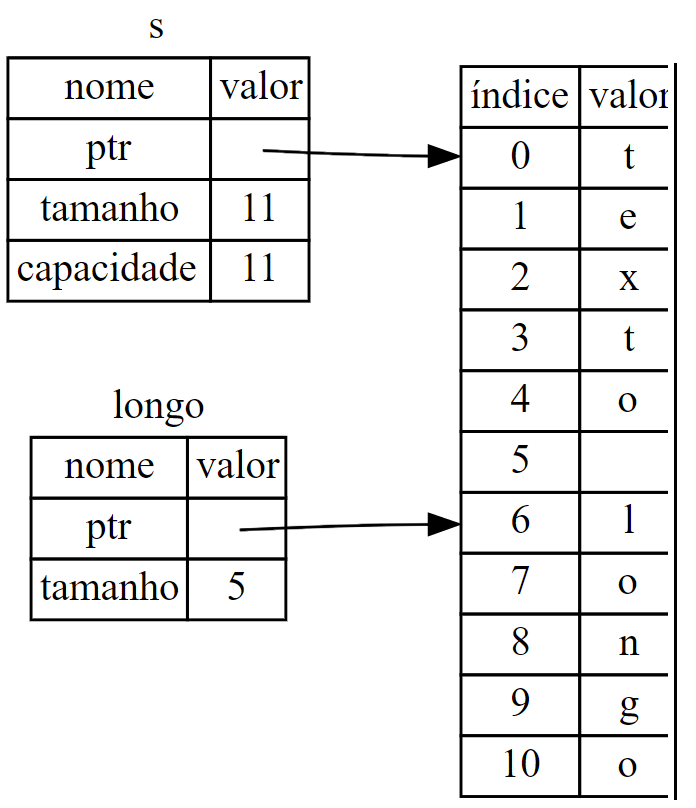 s
nome valor
ptr
tamanho 11
capacidade 11
longo
nome valor
ptr
tamanho 5
índice valor
0 t
1 e
2 x
3 t
4 o
5
6 l
7 o
8 n
9 g
10 o